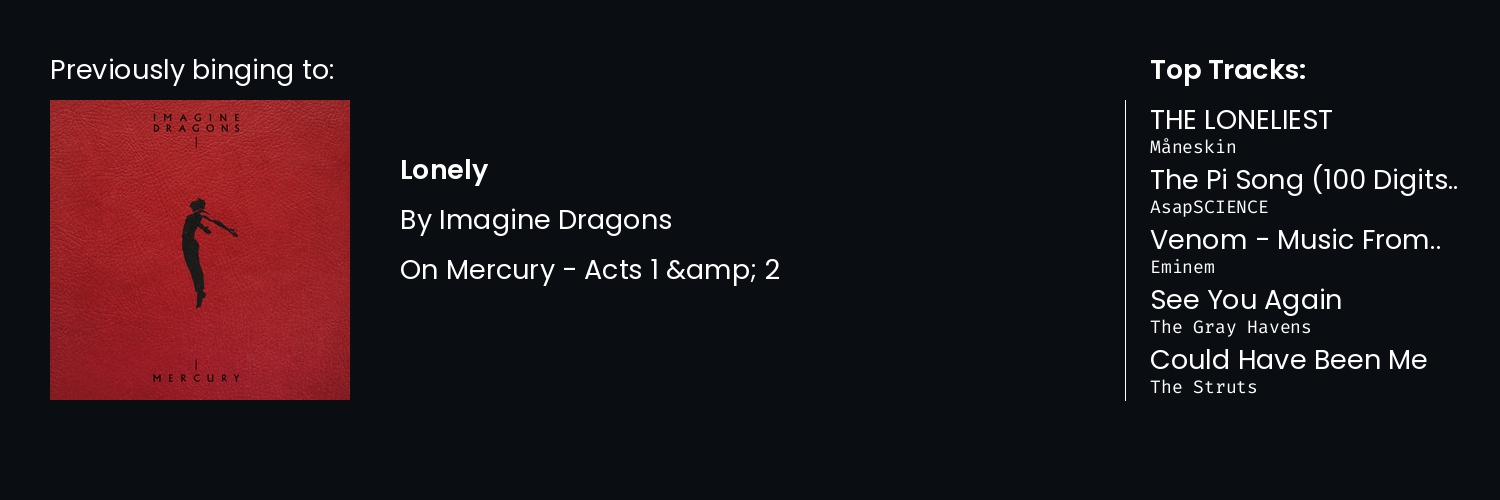 Previously binging to:
IMAGINE
DRAGONS
MERCURY
Lonely
By Imagine Dragons
On Mercury - Acts 1 &amp; 2
Top Tracks:
THE LONELIEST
Måneskin
The Pi Song (100 Digits..
AsapSCIENCE
Venom - Music From..
Eminem
See You Again
The Gray Havens
Could Have Been Me
The Struts